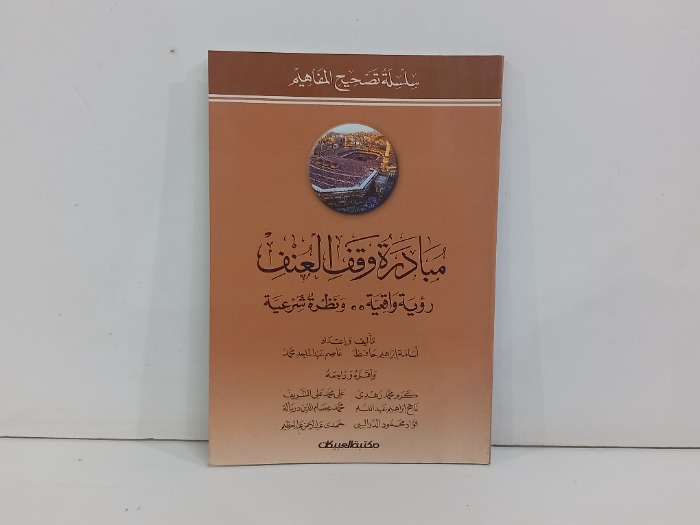 سلسلة تصحيح المفاهيم
مبادرة وقف العنف
رؤية واقعية .. ونظرة شرعية
تأليف وإعداد
أسامة إبراهيم حافظ عاصم عبد الماجد محمد
وأقره وراجعه
كرم محمد زهدي علي محمد علي الشريف
ناجح إبراهيم عبد الله محمد عصام الدين دربالة
فؤاد محمود الدواليبي حمدي عبد الرحمن عبد العظيم
مكتبة العبيكان